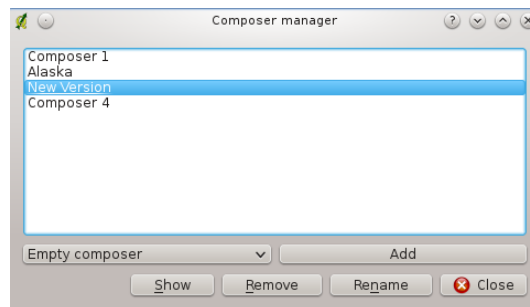 Composer manager
Composer 1
Alaska
New Version
Composer 4
Empty composer
Add
Show
Remove
Rename
Close